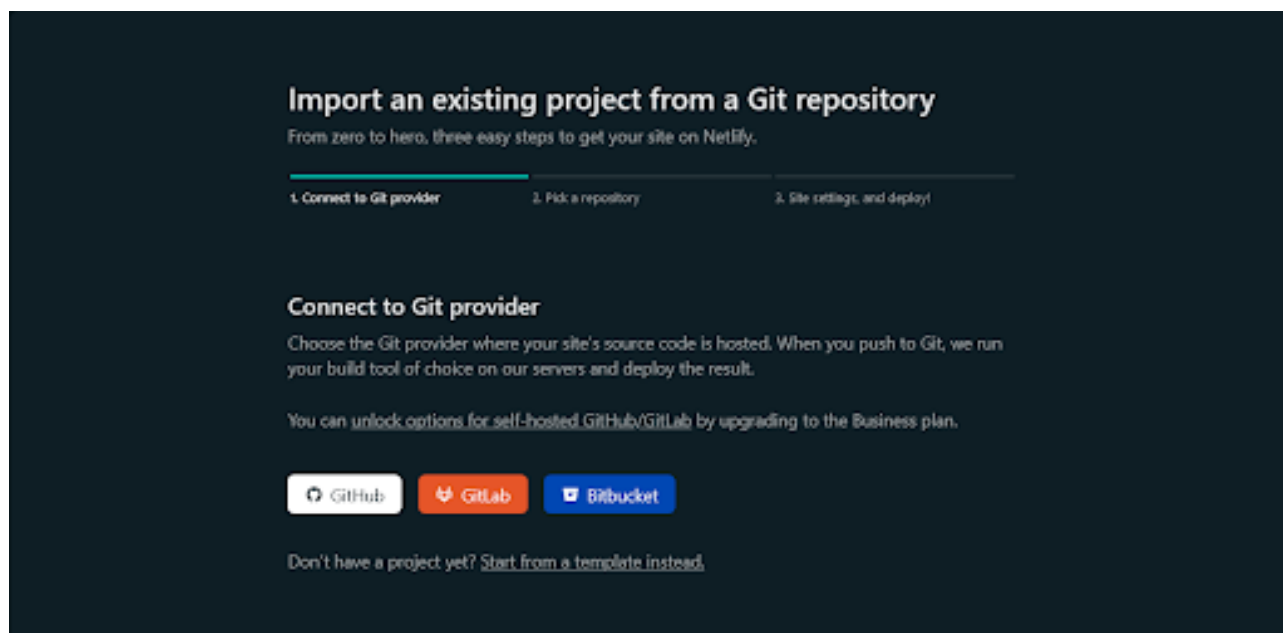 Import an existing project from a Git repository
From zero to hero, three easy steps to get your site on Netlify.
1. Connect to Git provider
2. Pick a repository
3. Site settings, and deploy!
Connect to Git provider
Choose the Git provider where your site's source code is hosted. When you push to Git, we run
your build tool of choice on our servers and deploy the result.
You can unlock options for self-hosted GitHub/GitLab by upgrading to the Business plan.
GitHub
GitLab
Bitbucket
Don't have a project yet? Start from a template instead.